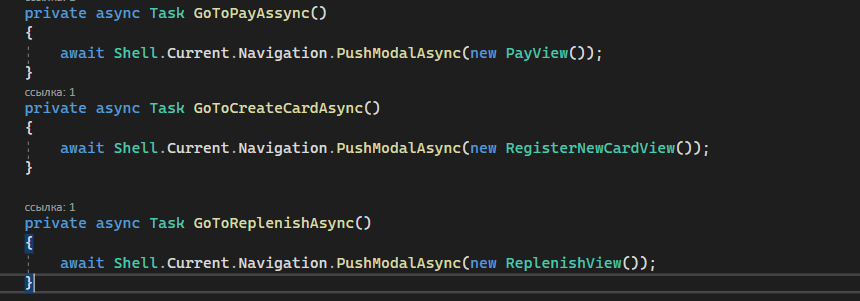 private async Task GoToPayAssync()
{
await Shell.Current.Navigation.PushModalAsync(new PayView());
}
ссылка: 1
private async Task GoToCreateCardAsync()
{
await Shell.Current.Navigation.PushModalAsync(new RegisterNewCardView());
}
ссылка: 1
private async Task GoToReplenishAsync()
{
await Shell.Current.Navigation.PushModalAsync(new ReplenishView());
}